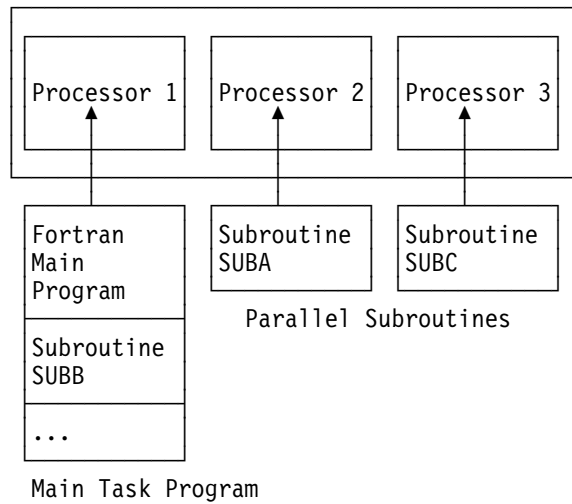 Processor 1
Processor 2
Processor 3
Fortran
Main
Program
Subroutine
SUBB
...
Main Task Program
Subroutine
SUBA
Subroutine
SUBC
Parallel Subroutines